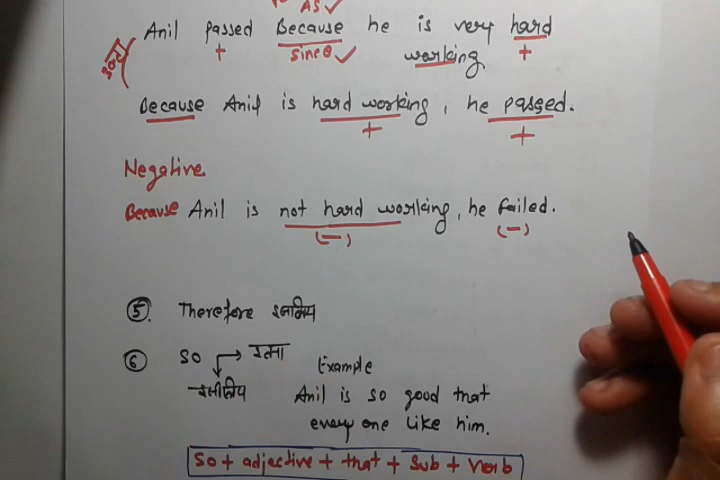 AS ✓
Anil passed Because he is very hard
+ since ✓ working +
Because Anil is hard working, he passed.
+ +
Negative
Because Anil is not hard working, he failed.
(-) (-)
⑤. Therefore इसलिए
⑥ so → इतना
इसीलिए
Example
Anil is so good that
every one like him.
so + adjective + that + sub + verb